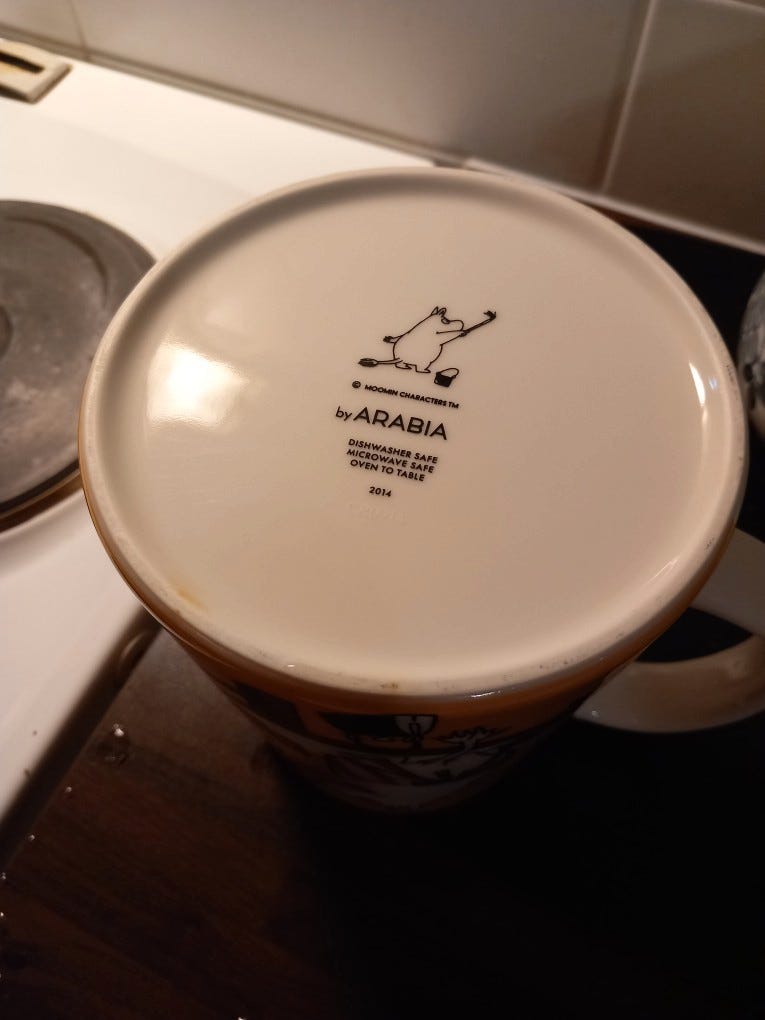 © MOOMIN CHARACTERS TM
by ARABIA
DISHWASHER SAFE
MICROWAVE SAFE
OVEN TO TABLE
2014